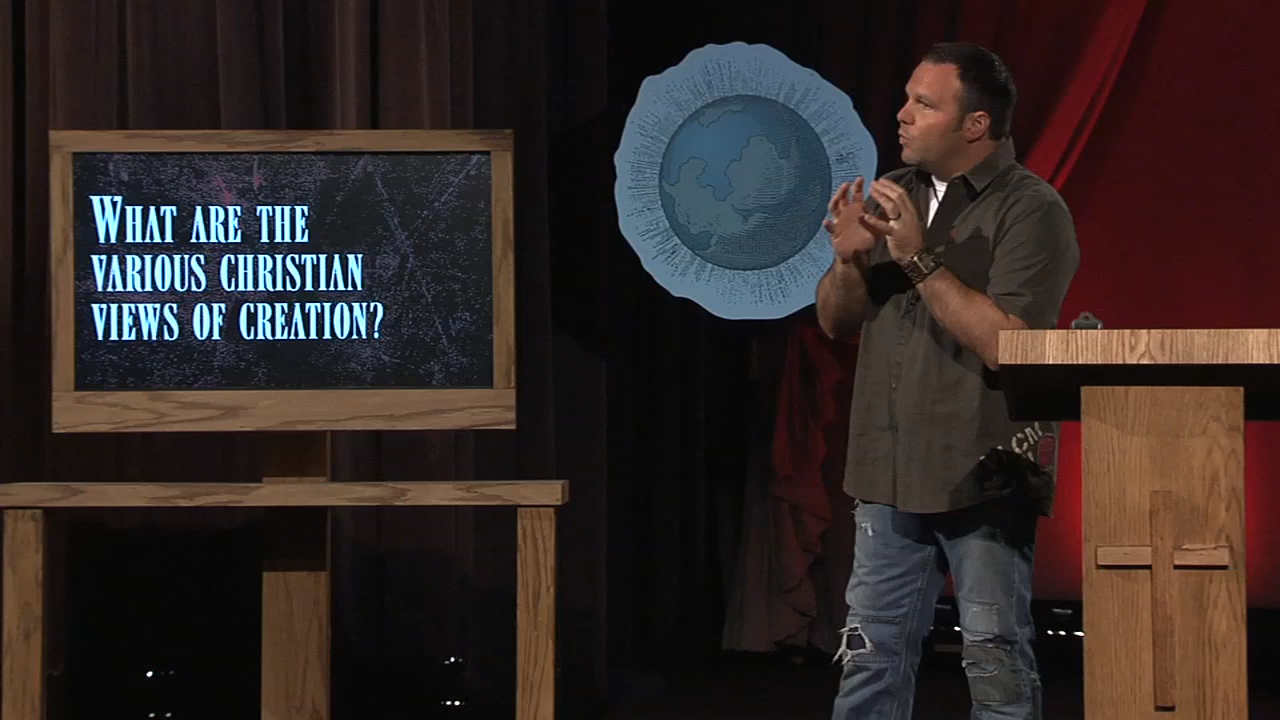 What are the
various Christian
views of creation?